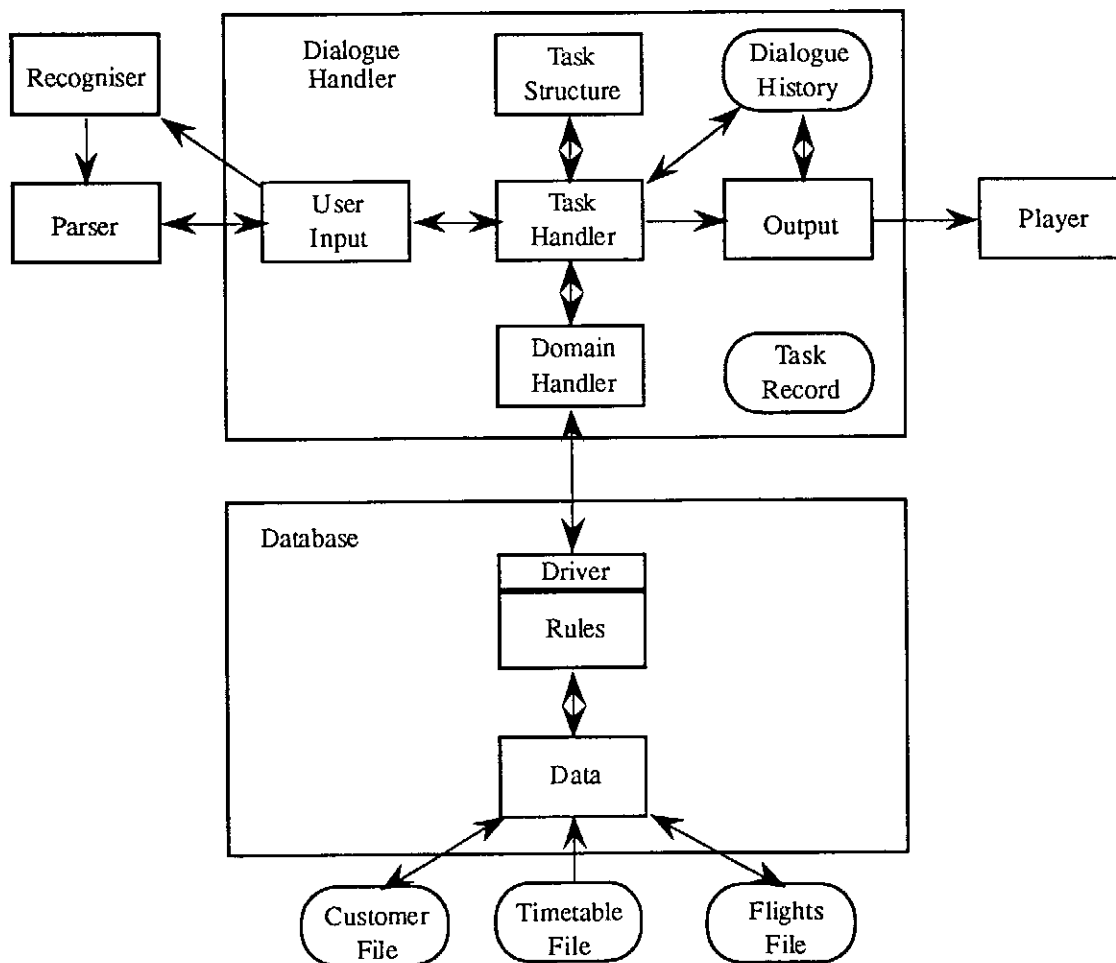 Recogniser
Dialogue
Handler
Task
Structure
Dialogue
History
Parser
User
Input
Task
Handler
Output
Player
Domain
Handler
Task
Record
Database
Driver
Rules
Data
Customer
File
Timetable
File
Flights
File